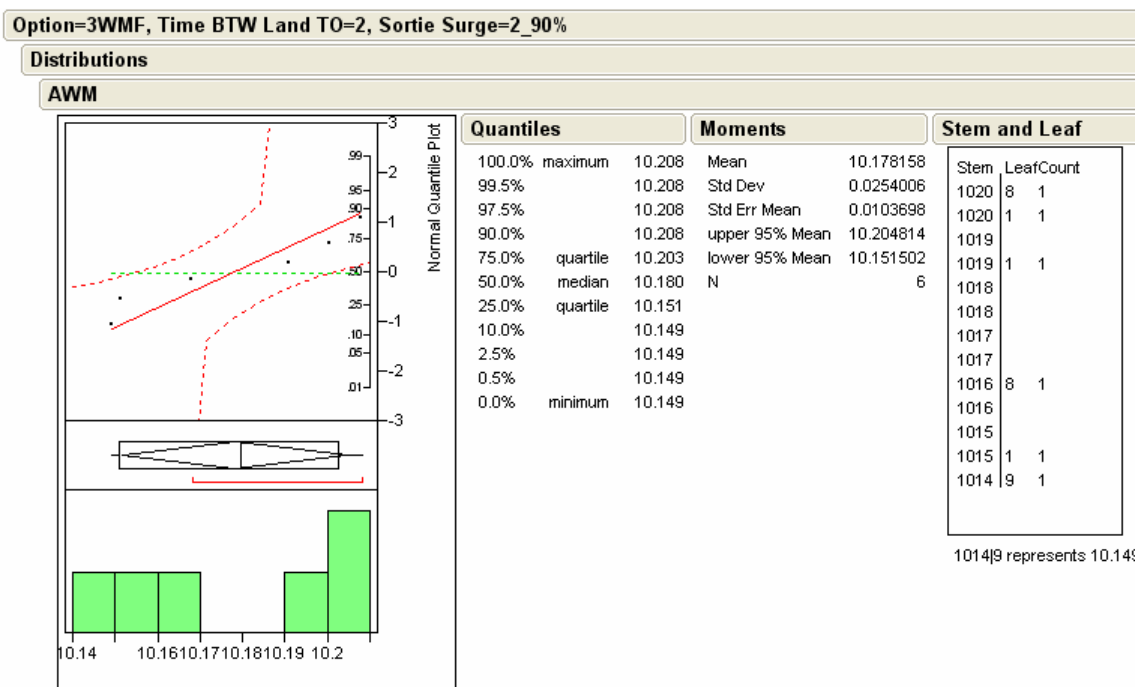 Option=3WMF, Time BTW Land TO=2, Sortie Surge=2_90%
Distributions
AWM
3
2
1
0
-1
-2
-3
.99
.95
.90
.75
.50
.25
.10
.05
.01
Normal Quantile Plot
10.14 10.16 10.17 10.18 10.19 10.2
Quantiles
100.0% maximum 10.208
99.5% 10.208
97.5% 10.208
90.0% 10.208
75.0% quartile 10.203
50.0% median 10.180
25.0% quartile 10.151
10.0% 10.149
2.5% 10.149
0.5% 10.149
0.0% minimum 10.149
Moments
Mean 10.178158
Std Dev 0.0254006
Std Err Mean 0.0103698
upper 95% Mean 10.204814
lower 95% Mean 10.151502
N 6
Stem and Leaf
Stem Leaf Count
1020 8 1
1020 1 1
1019
1019 1 1
1018
1018
1017
1017
1016 8 1
1016
1015
1015 1 1
1014 9 1
1014|9 represents 10.149